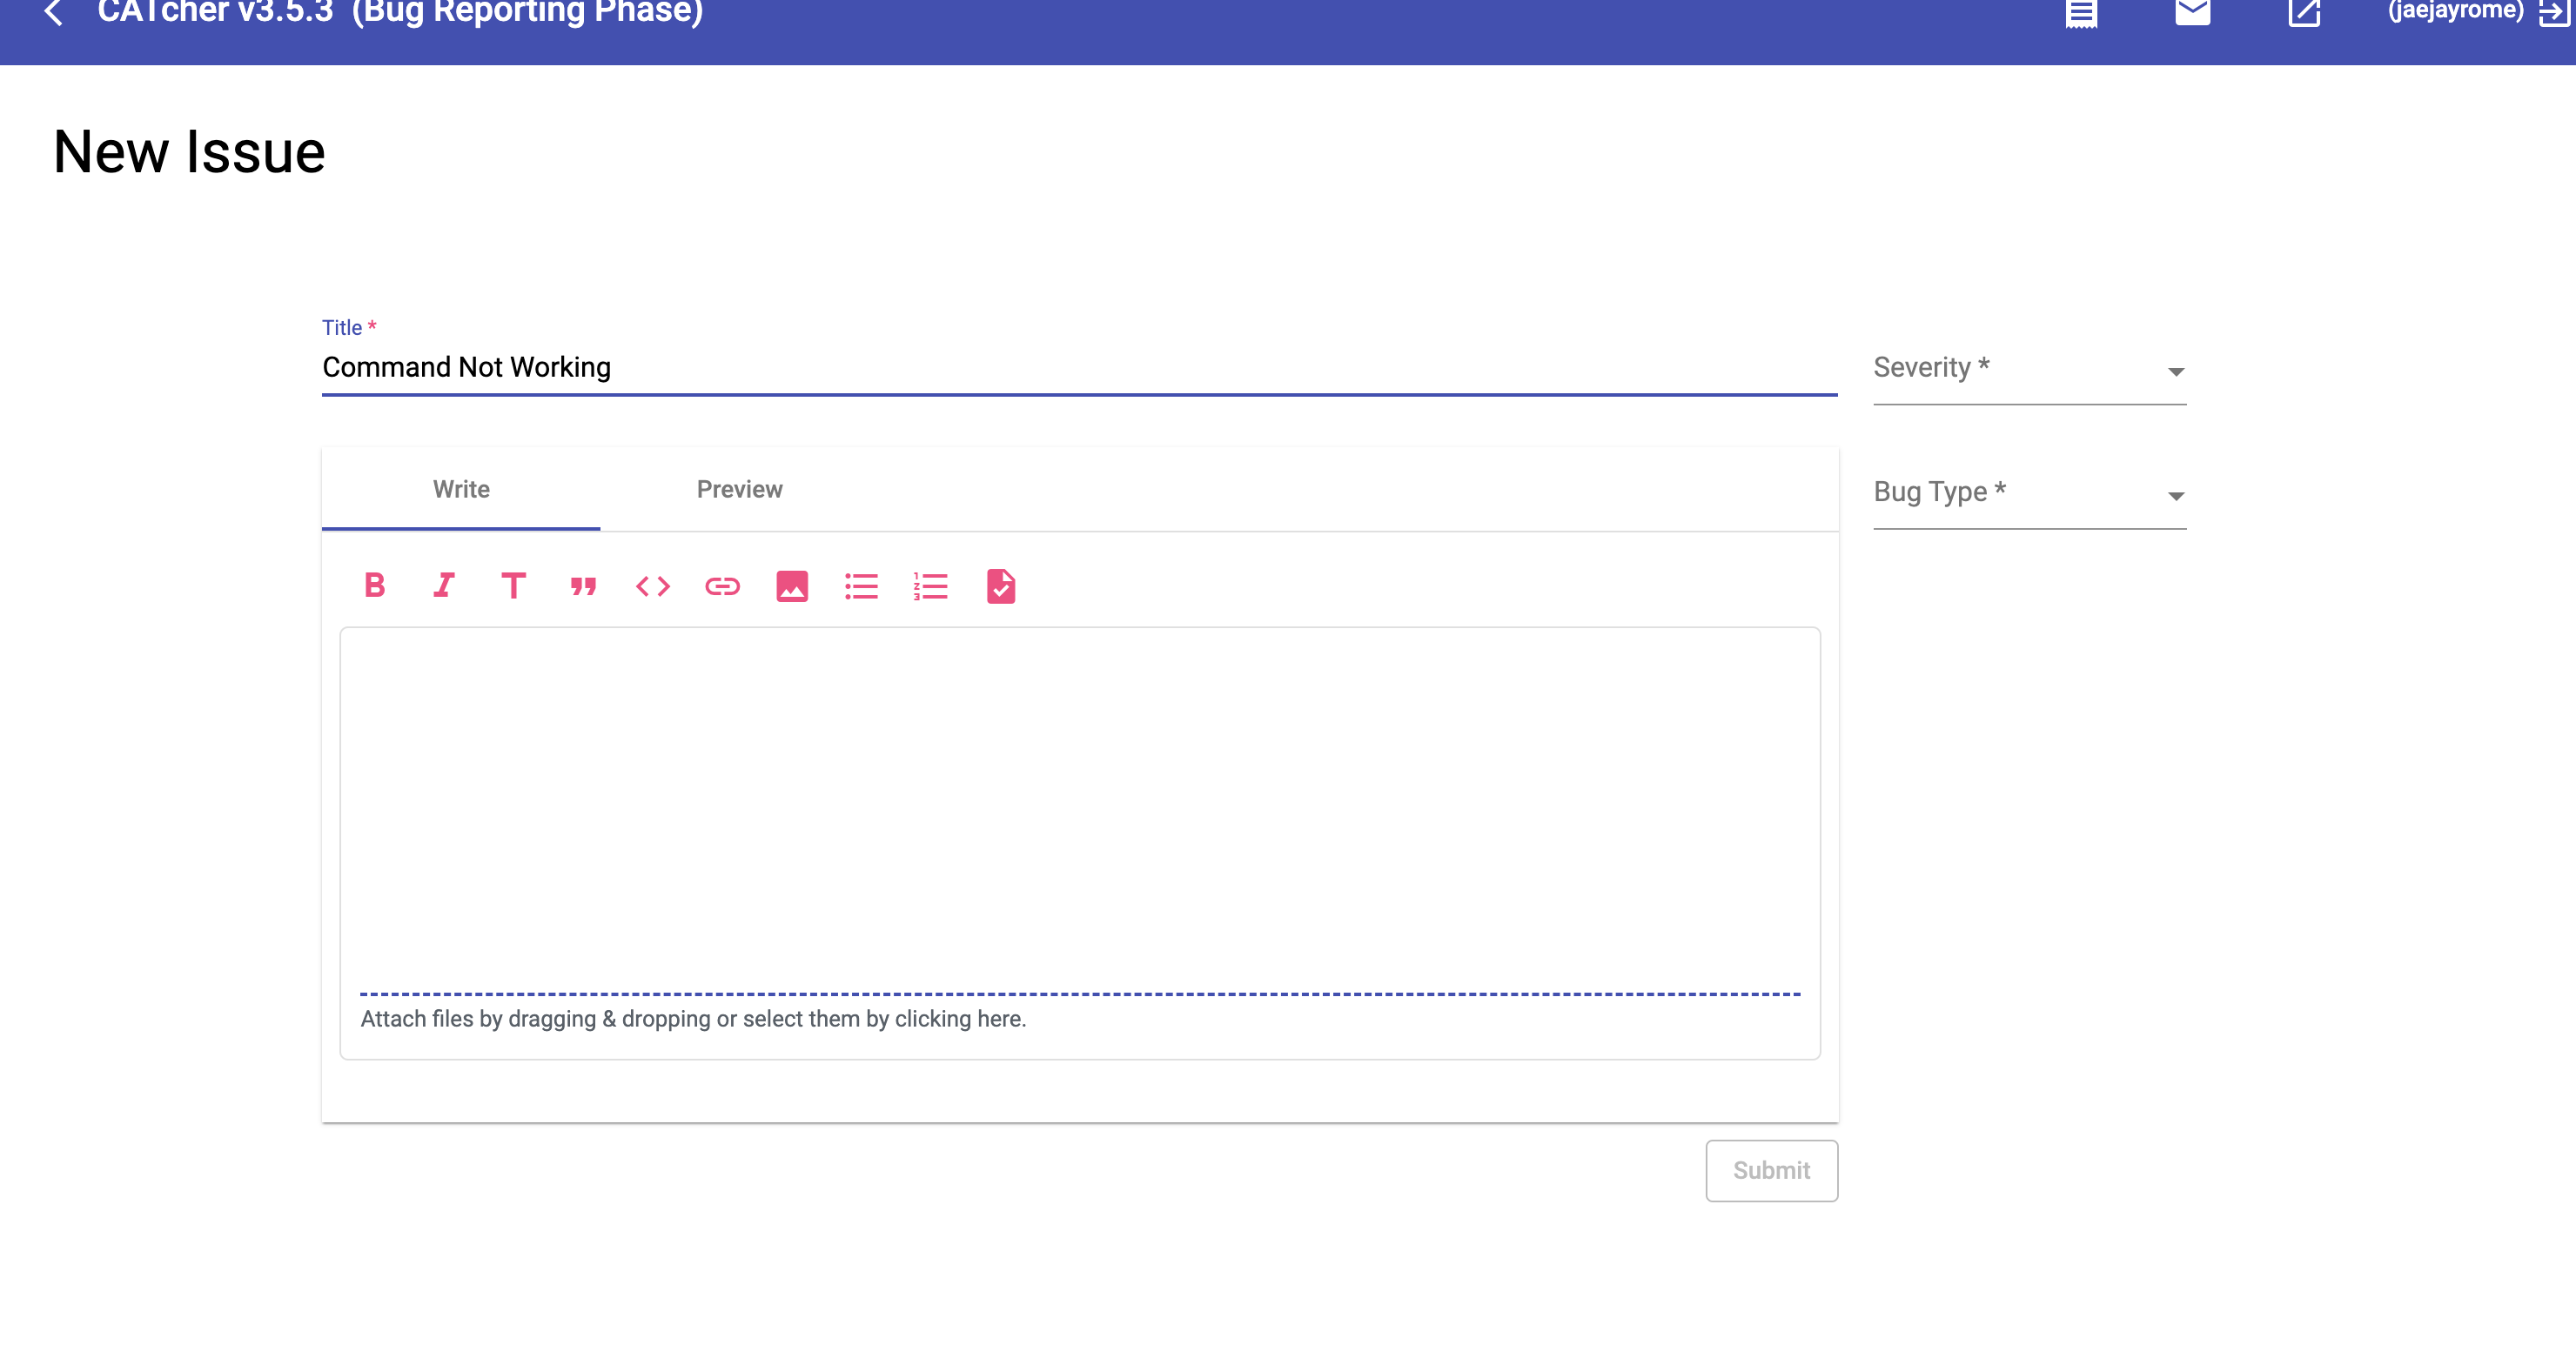 CATcher v3.5.3 (Bug Reporting Phase)
(jaejayrome)
New Issue
Title *
Command Not Working
Severity *
Write
Preview
Bug Type *
Attach files by dragging & dropping or select them by clicking here.
Submit